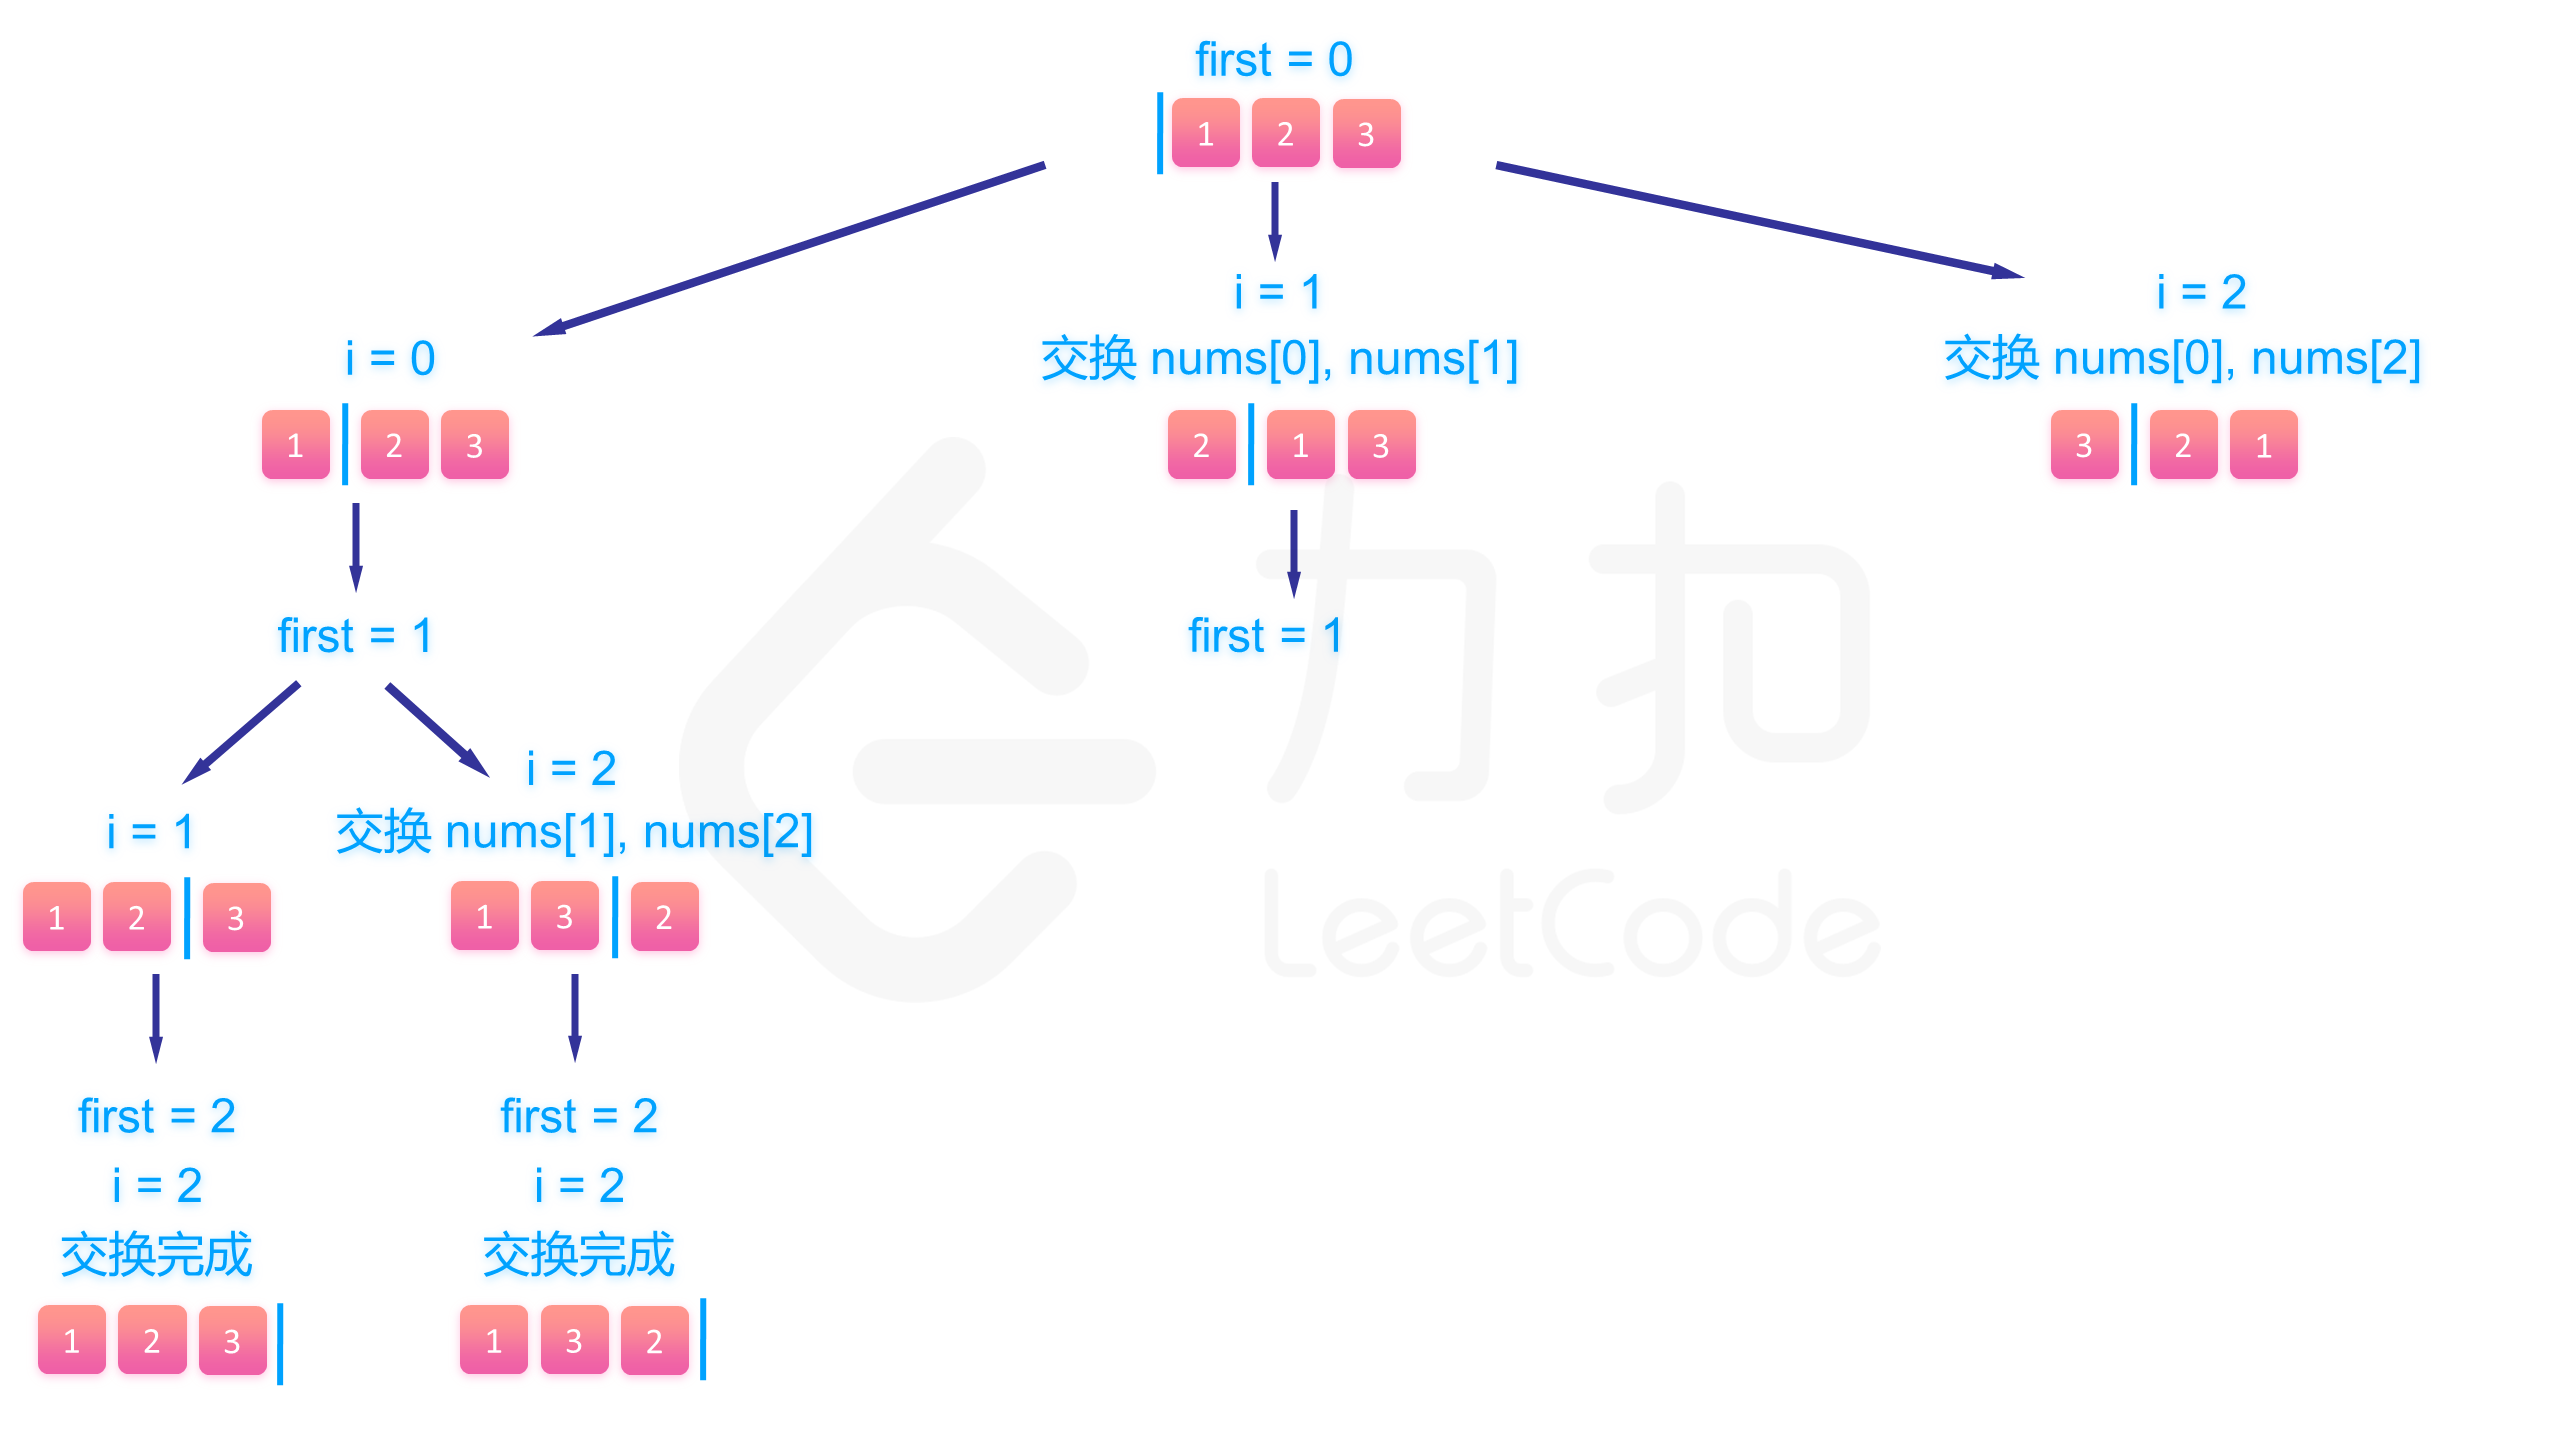 first = 0
1 2 3
i = 0
1 2 3
i = 1
交换 nums[0], nums[1]
2 1 3
i = 2
交换 nums[0], nums[2]
3 2 1
first = 1
first = 1
i = 1
1 2 3
i = 2
交换 nums[1], nums[2]
1 3 2
first = 2
i = 2
交换完成
1 2 3
first = 2
i = 2
交换完成
1 3 2
力扣
LeetCode